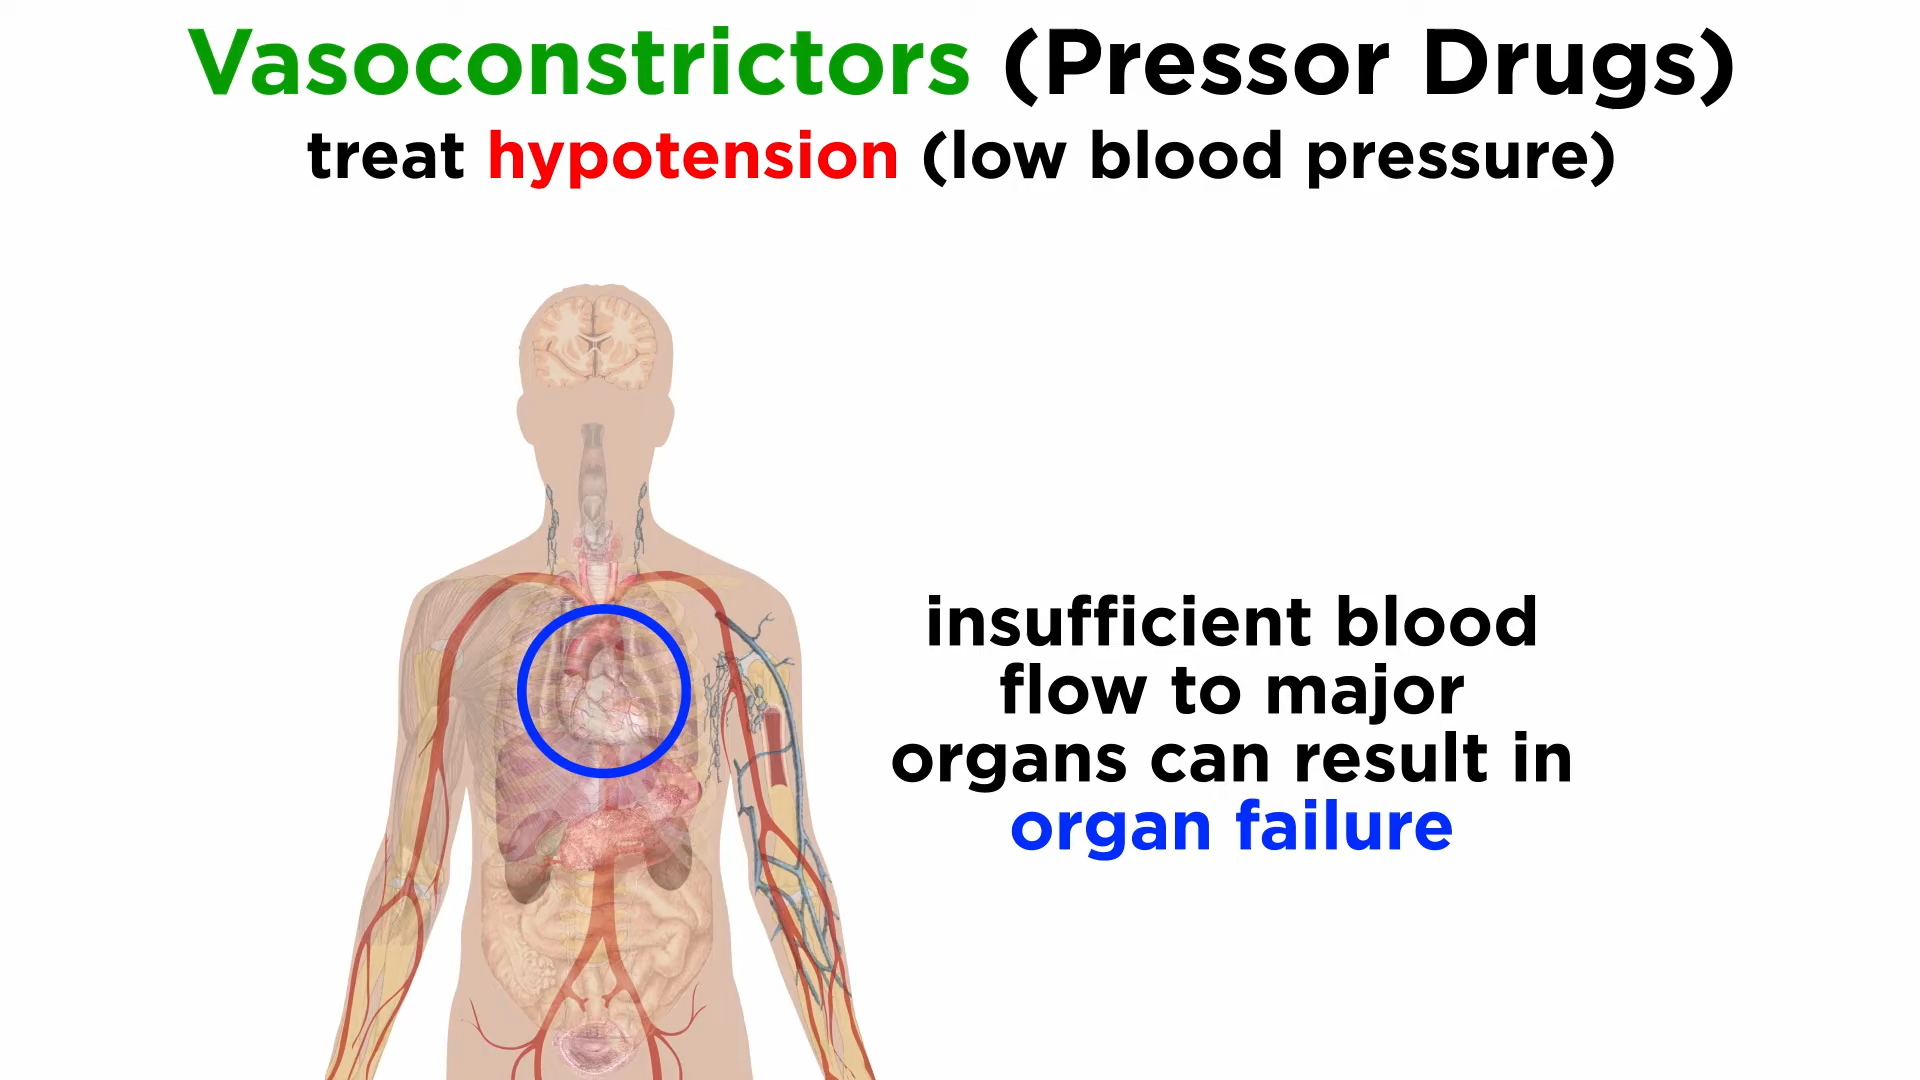 Vasoconstrictors (Pressor Drugs)
treat hypotension (low blood pressure)
insufficient blood
flow to major
organs can result in
organ failure